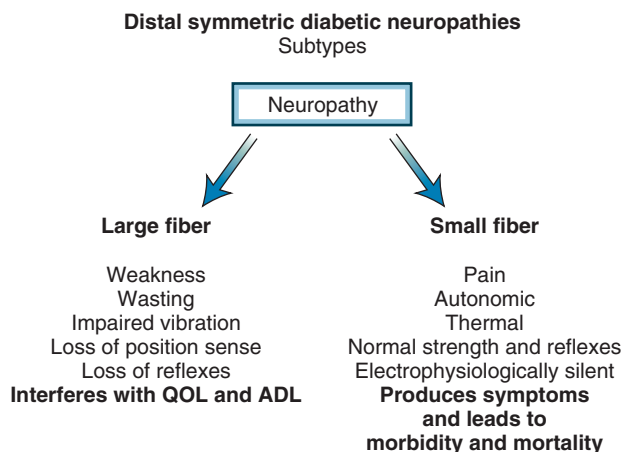 Distal symmetric diabetic neuropathies
Subtypes
Neuropathy
Large fiber
Weakness
Wasting
Impaired vibration
Loss of position sense
Loss of reflexes
Interferes with QOL and ADL
Small fiber
Pain
Autonomic
Thermal
Normal strength and reflexes
Electrophysiologically silent
Produces symptoms
and leads to
morbidity and mortality